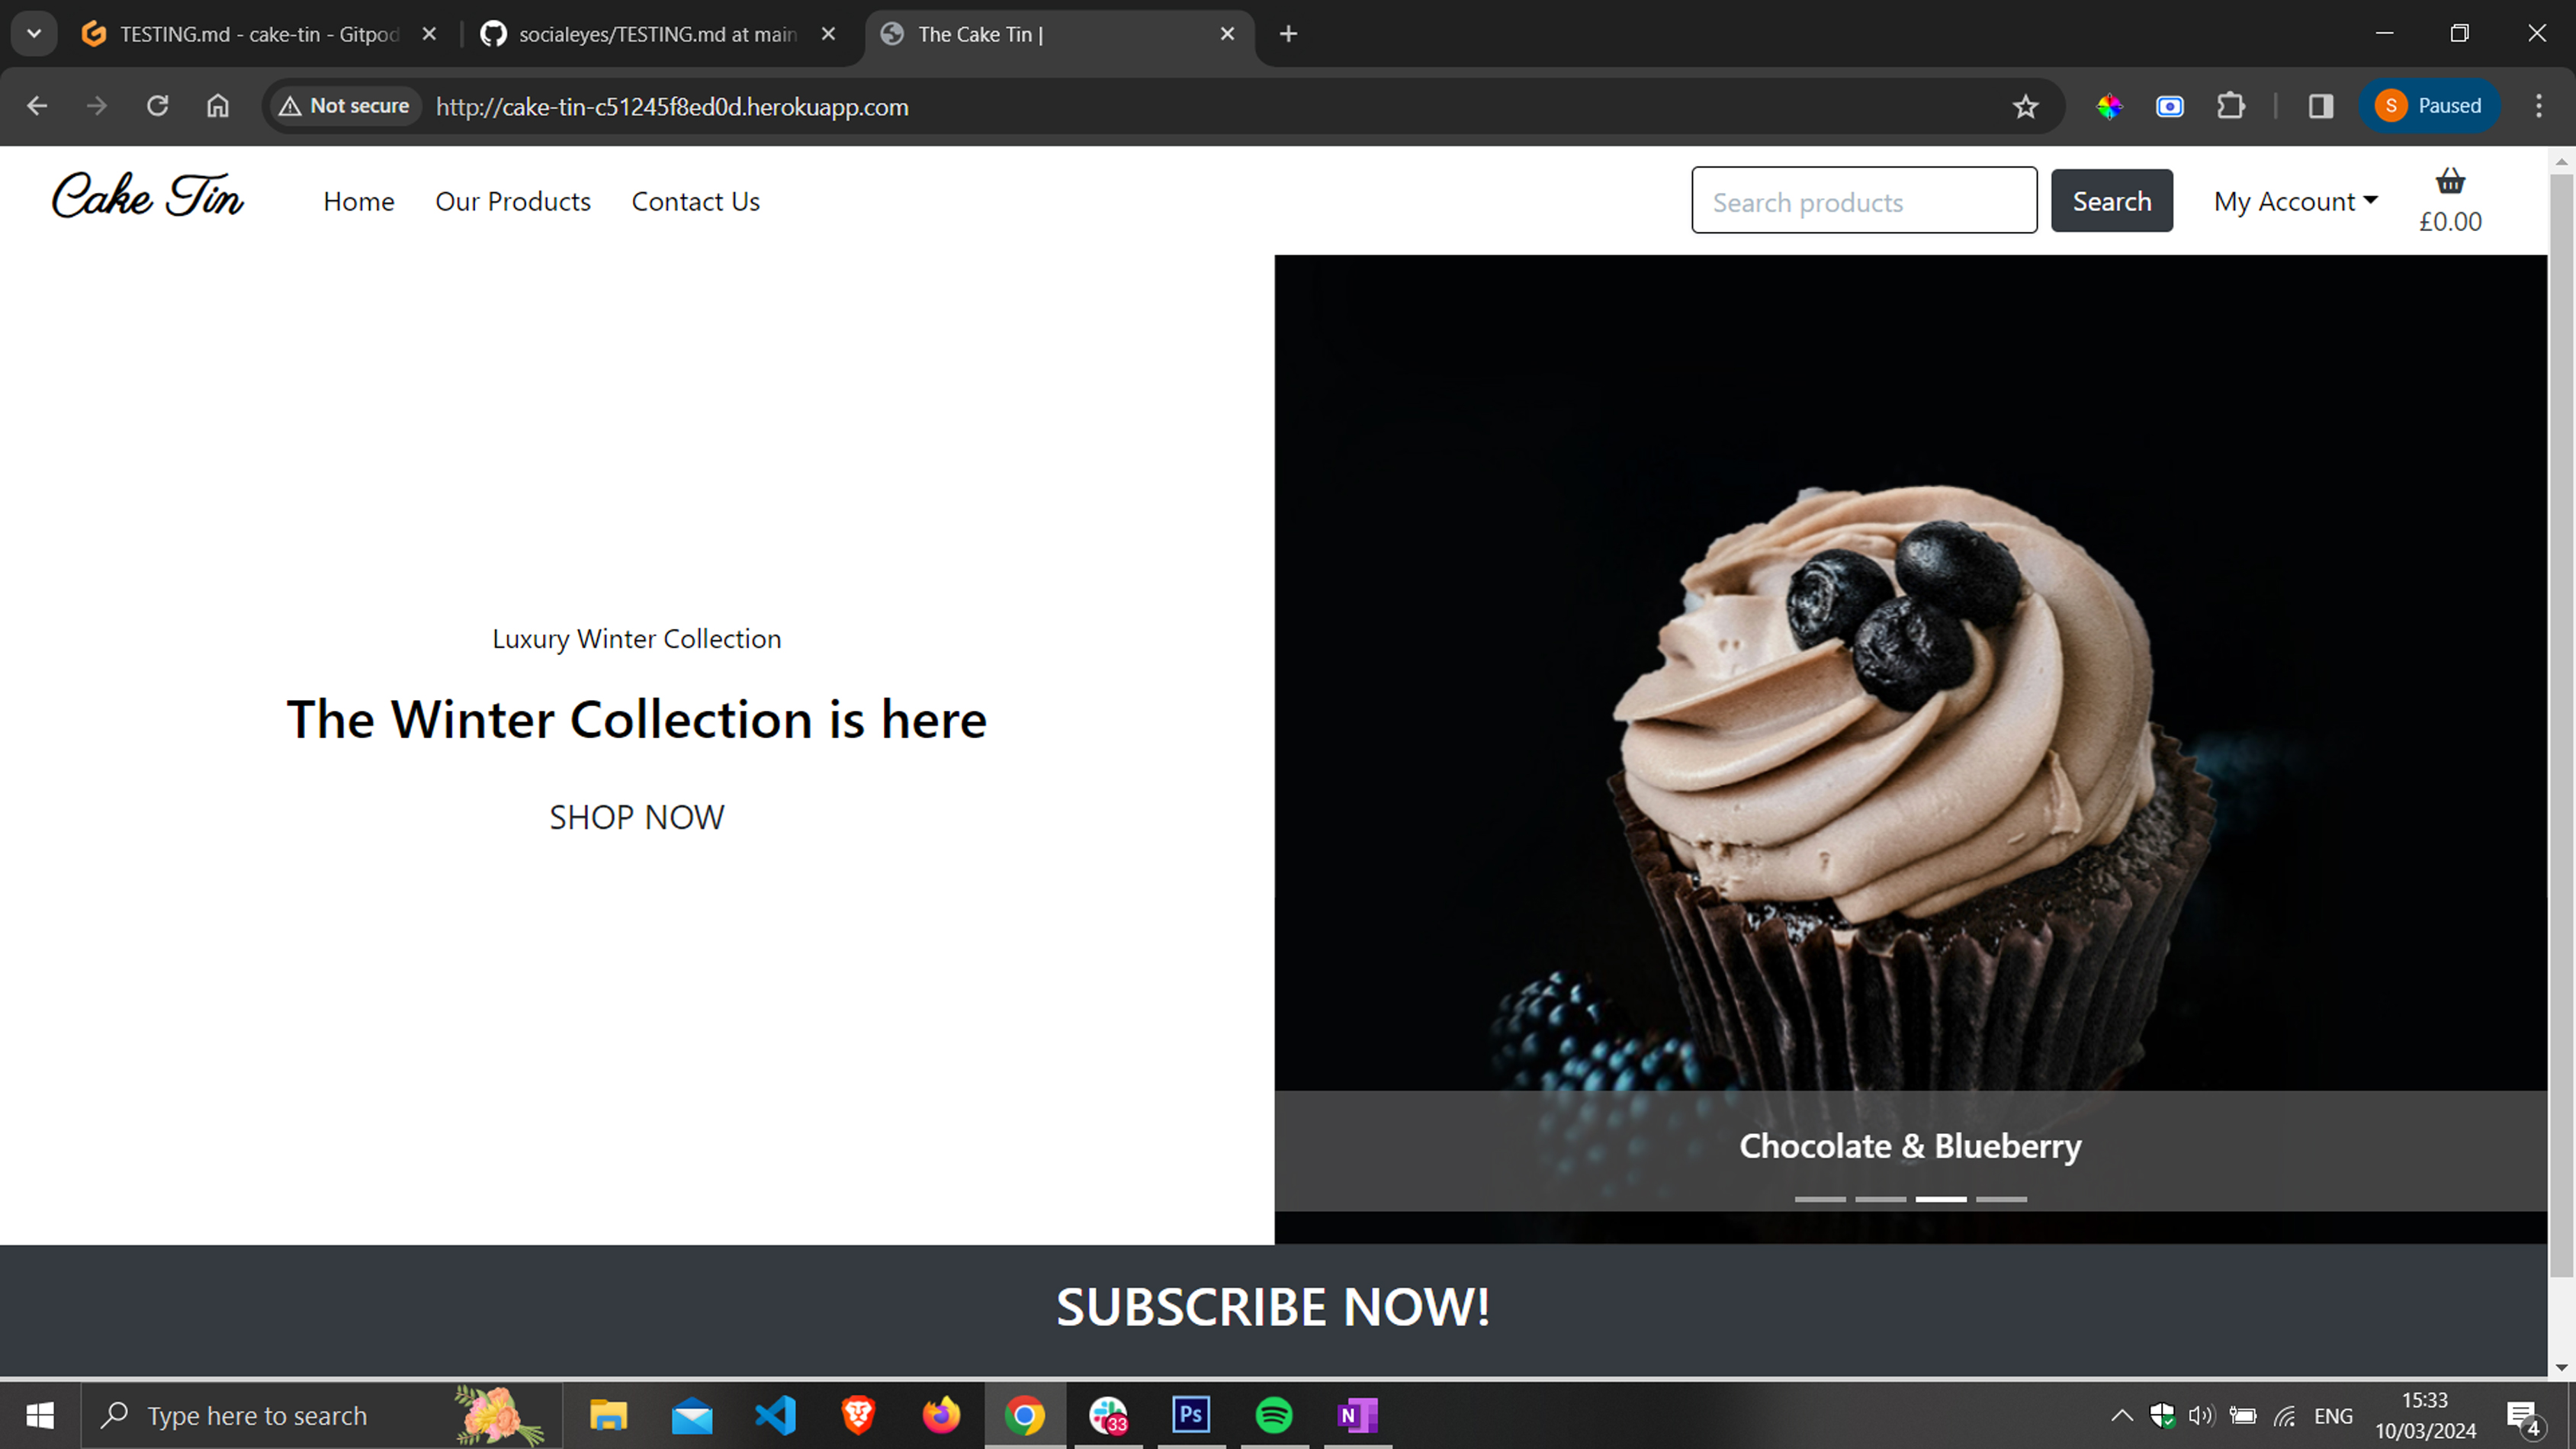 TESTING.md - cake-tin - Gitpod
socialeyes/TESTING.md at main
The Cake Tin |
Not secure
http://cake-tin-c51245f8ed0d.herokuapp.com
S
Paused
Cake Tin
Home
Our Products
Contact Us
Search products
Search
My Account
£0.00
Luxury Winter Collection
The Winter Collection is here
SHOP NOW
Chocolate & Blueberry
SUBSCRIBE NOW!
Type here to search
33
Ps
N
ENG
15:33
10/03/2024
4